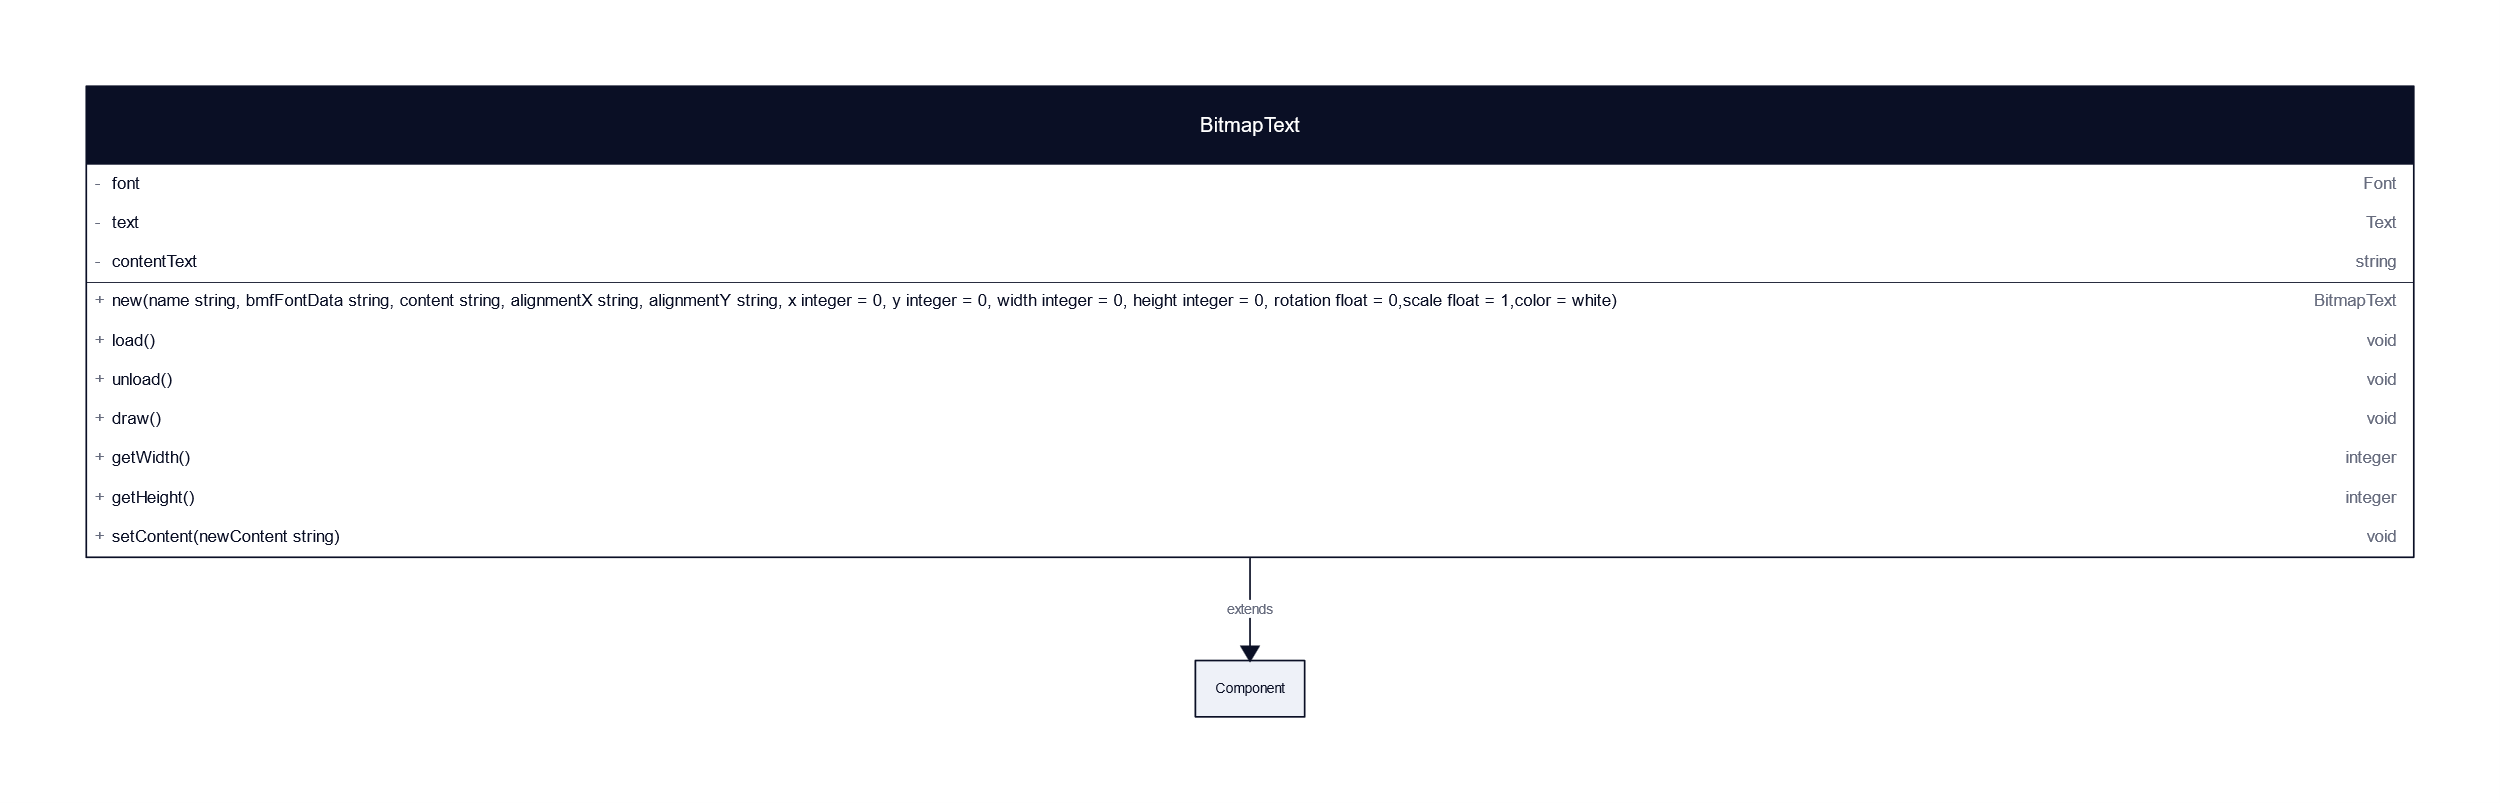 BitmapText
- font Font
- text Text
- contentText string
+ new(name string, bmfFontData string, content string, alignmentX string, alignmentY string, x integer = 0, y integer = 0, width integer = 0, height integer = 0, rotation float = 0,scale float = 1,color = white) BitmapText
+ load() void
+ unload() void
+ draw() void
+ getWidth() integer
+ getHeight() integer
+ setContent(newContent string) void
extends
Component